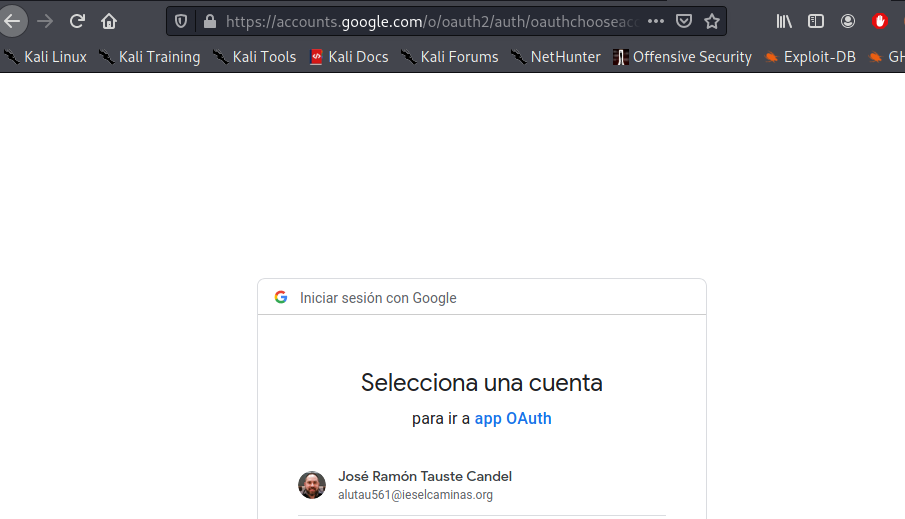 https://accounts.google.com/o/oauth2/auth/oauthchooseacc
Kali Linux Kali Training Kali Tools Kali Docs Kali Forums NetHunter Offensive Security Exploit-DB GH
Iniciar sesión con Google
Selecciona una cuenta
para ir a app OAuth
José Ramón Tauste Candel
alutau561@ieselcaminas.org